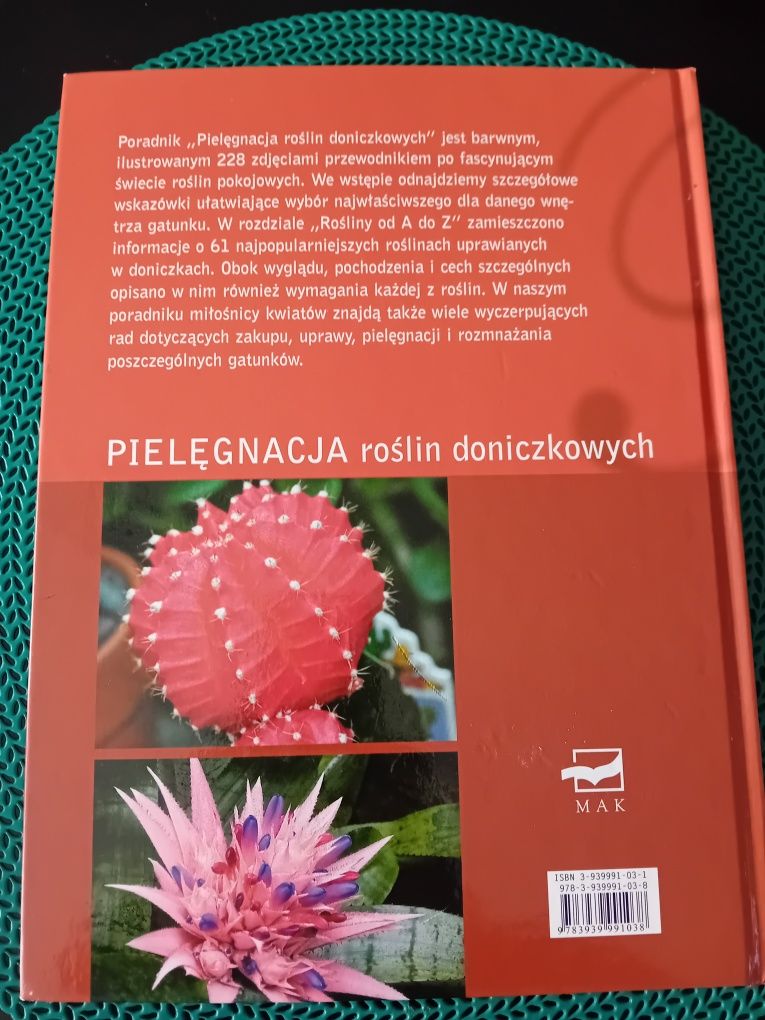 Poradnik „Pielęgnacja roślin doniczkowych" jest barwnym,
ilustrowanym 228 zdjęciami przewodnikiem po fascynującym
świecie roślin pokojowych. We wstępie odnajdziemy szczegółowe
wskazówki ułatwiające wybór najwłaściwszego dla danego wnę-
trza gatunku. W rozdziale „Rośliny od A do Z" zamieszczono
informacje o 61 najpopularniejszych roślinach uprawianych
w doniczkach. Obok wyglądu, pochodzenia i cech szczególnych
opisano w nim również wymagania każdej z roślin. W naszym
poradniku miłośnicy kwiatów znajdą także wiele wyczerpujących
rad dotyczących zakupu, uprawy, pielęgnacji i rozmnażania
poszczególnych gatunków.
PIELĘGNACJA roślin doniczkowych
MAK
ISBN 3-939991-03-1
978-3-939991-03-8
9783939991038